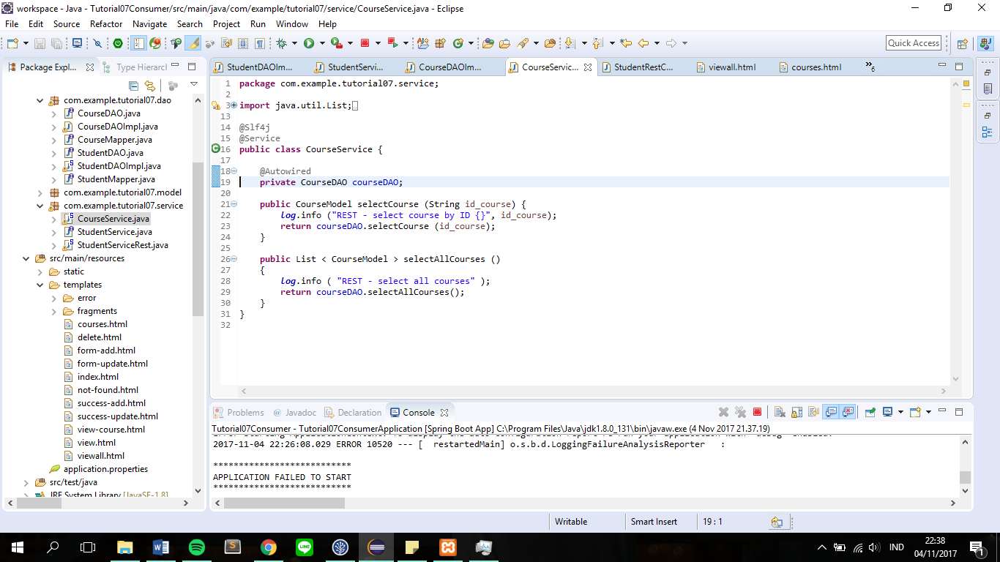 workspace - Java - Tutorial07Consumer/src/main/java/com/example/tutorial07/service/CourseService.java - Eclipse
File Edit Source Refactor Navigate Search Project Run Window Help
Quick Access
Package Expl...
Type Hierarcl
com.example.tutorial07.dao
CourseDAO.java
CourseDAOImpl.java
CourseMapper.java
StudentDAO.java
StudentDAOImpl.java
StudentMapper.java
com.example.tutorial07.model
com.example.tutorial07.service
CourseService.java
StudentService.java
StudentServiceRest.java
src/main/resources
static
templates
error
fragments
courses.html
delete.html
form-add.html
form-update.html
index.html
not-found.html
success-add.html
success-update.html
view-course.html
view.html
viewall.html
application.properties
src/test/java
JRE System Library [JavaSE-1.8]
StudentDAOIm...
StudentServi...
CourseDAOIm...
CourseServic...
StudentRestC...
viewall.html
courses.html
»6
1 package com.example.tutorial07.service;
2
3 import java.util.List;
13
14 @Slf4j
15 @Service
16 public class CourseService {
17
18 @Autowired
19 private CourseDAO courseDAO;
20
21 public CourseModel selectCourse (String id_course) {
22 log.info ("REST - select course by ID {}", id_course);
23 return courseDAO.selectCourse (id_course);
24 }
25
26 public List < CourseModel > selectAllCourses ()
27 {
28 log.info ( "REST - select all courses" );
29 return courseDAO.selectAllCourses();
30 }
31 }
32
Problems
Javadoc
Declaration
Console
Tutorial07Consumer - Tutorial07ConsumerApplication [Spring Boot App] C:\Program Files\Java\jdk1.8.0_131\bin\javaw.exe (4 Nov 2017 21.37.19)
2017-11-04 22:26:08.029 ERROR 10520 --- [ restartedMain] o.s.b.d.LoggingFailureAnalysisReporter :
***************************
APPLICATION FAILED TO START
***************************
Writable
Smart Insert
19 : 1
IND
22:38
04/11/2017
1